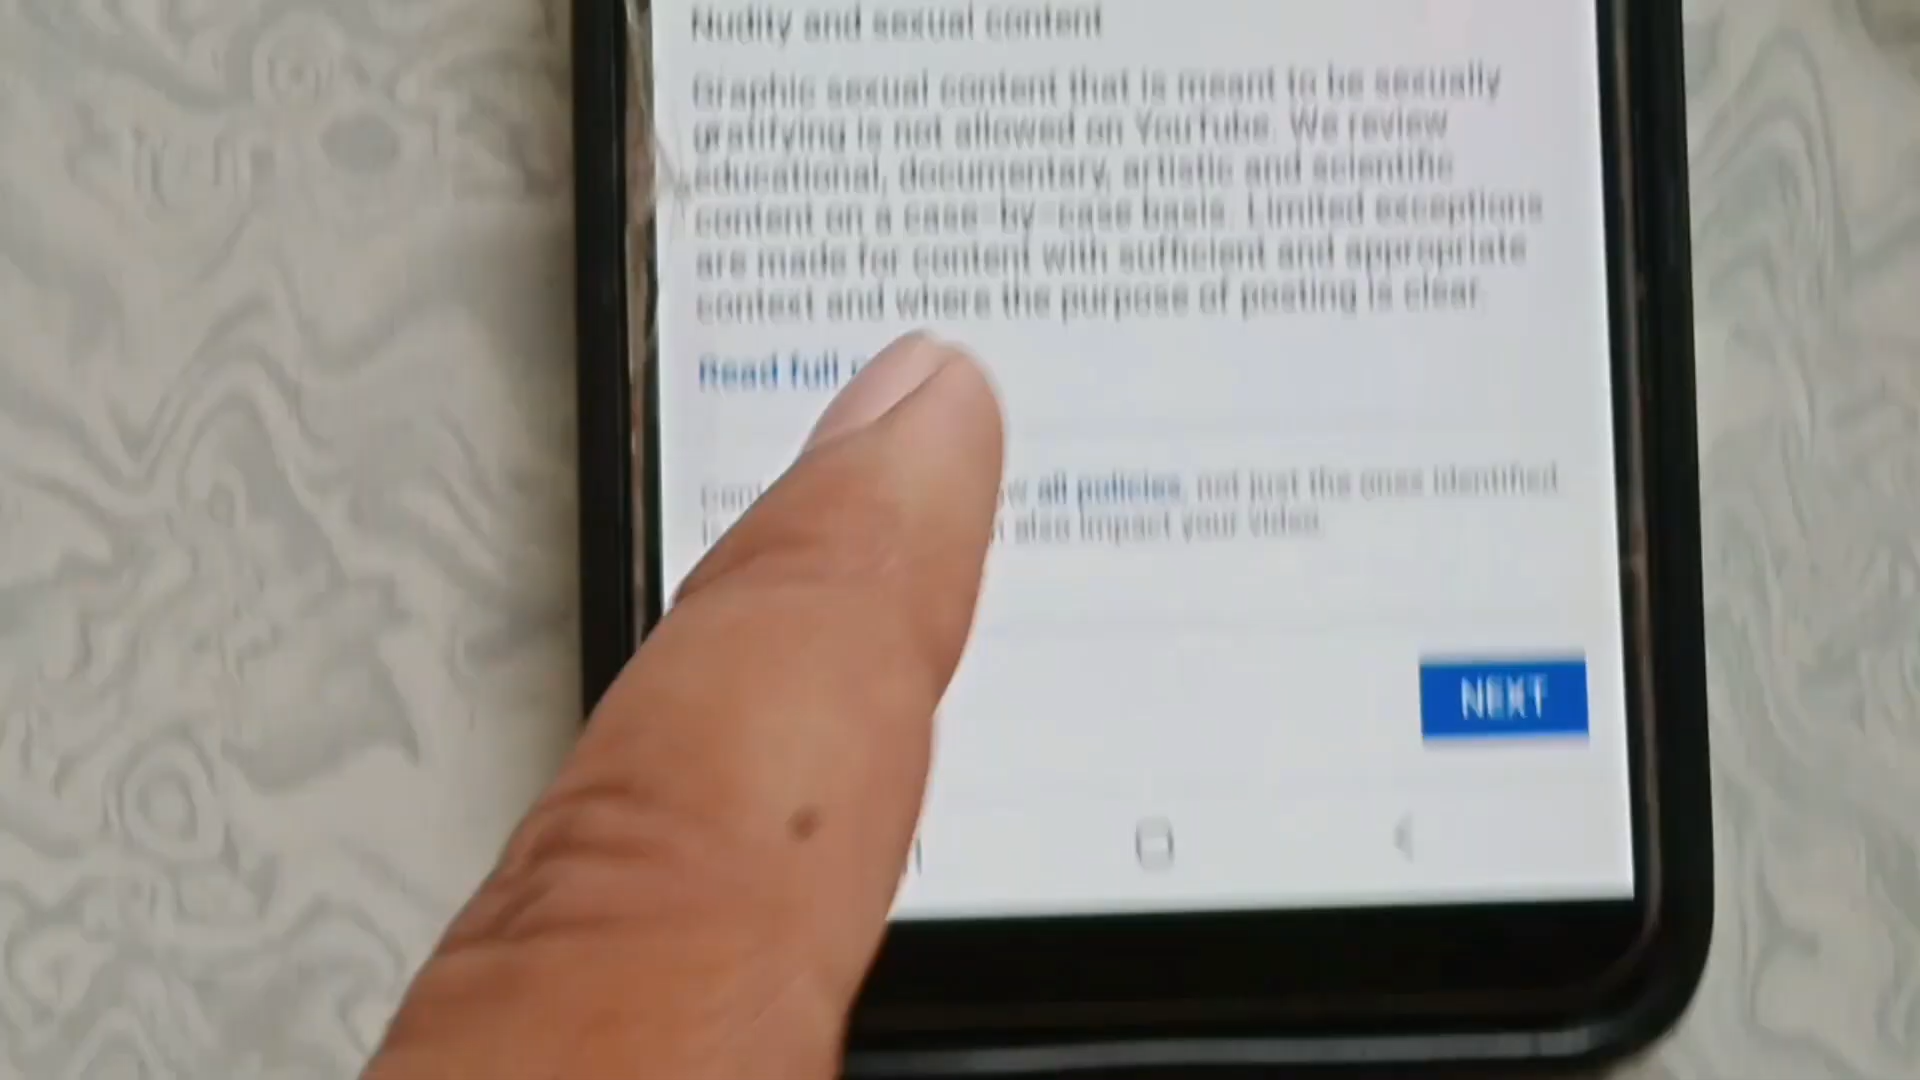 Nudity and sexual content
Graphic sexual content that is meant to be sexually
gratifying is not allowed on YouTube. We review
educational, documentary, artistic and scientific
content on a case-by-case basis. Limited exceptions
are made for content with sufficient and appropriate
context and where the purpose of posting is clear.
Read full
all policies, not just the ones identified
also impact your video.
NEXT